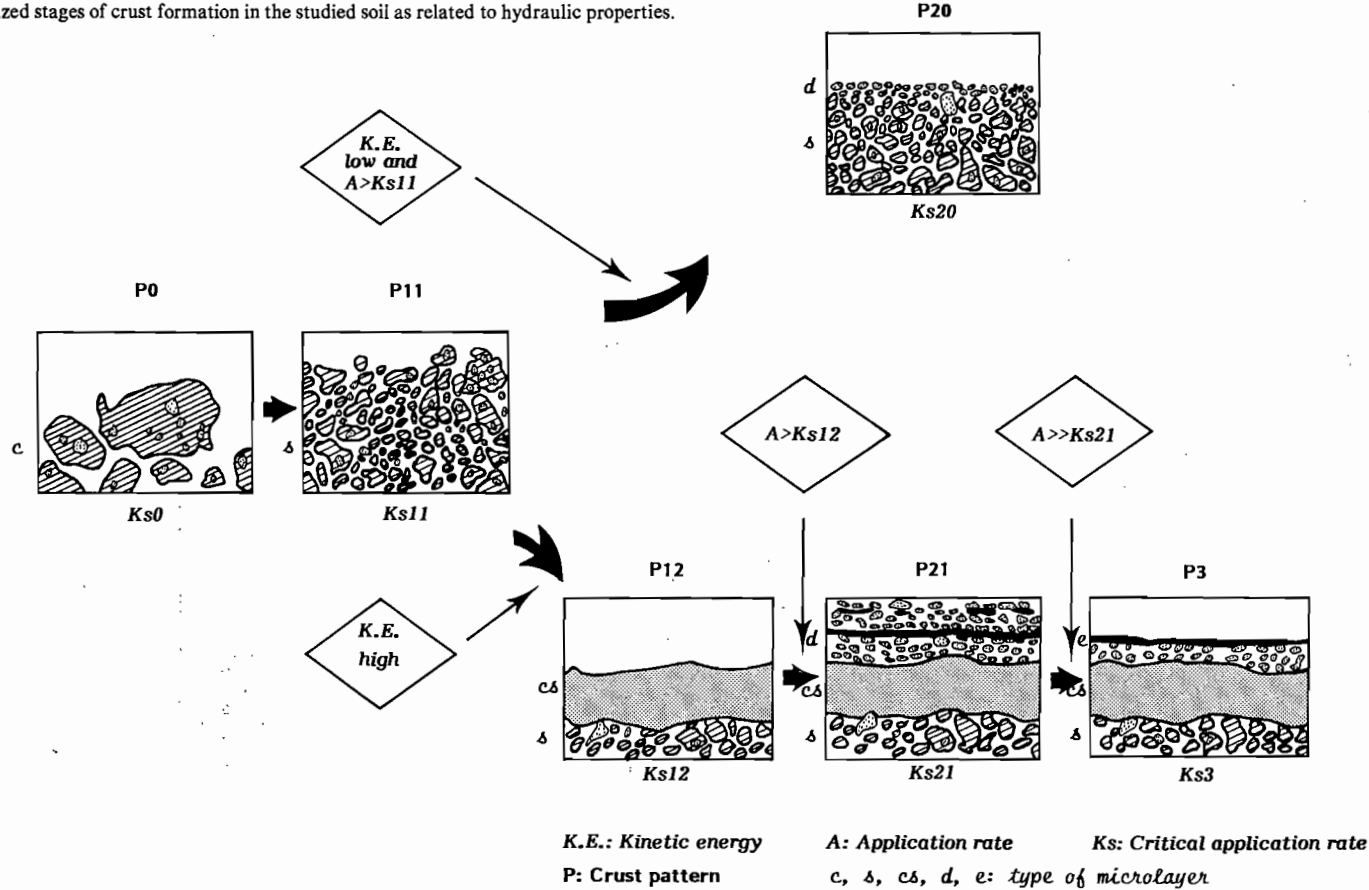 zed stages of crust formation in the studied soil as related to hydraulic properties.
P20
d
s
Ks20
K.E.
low and
A>Ks11
P0
P11
c
s
Ks0
Ks11
A>Ks12
A>>Ks21
K.E.
high
P12
P21
P3
cs
s
Ks12
d
cs
s
Ks21
e
cs
s
Ks3
K.E.: Kinetic energy
A: Application rate
Ks: Critical application rate
P: Crust pattern
c, s, cs, d, e: type of microlayer